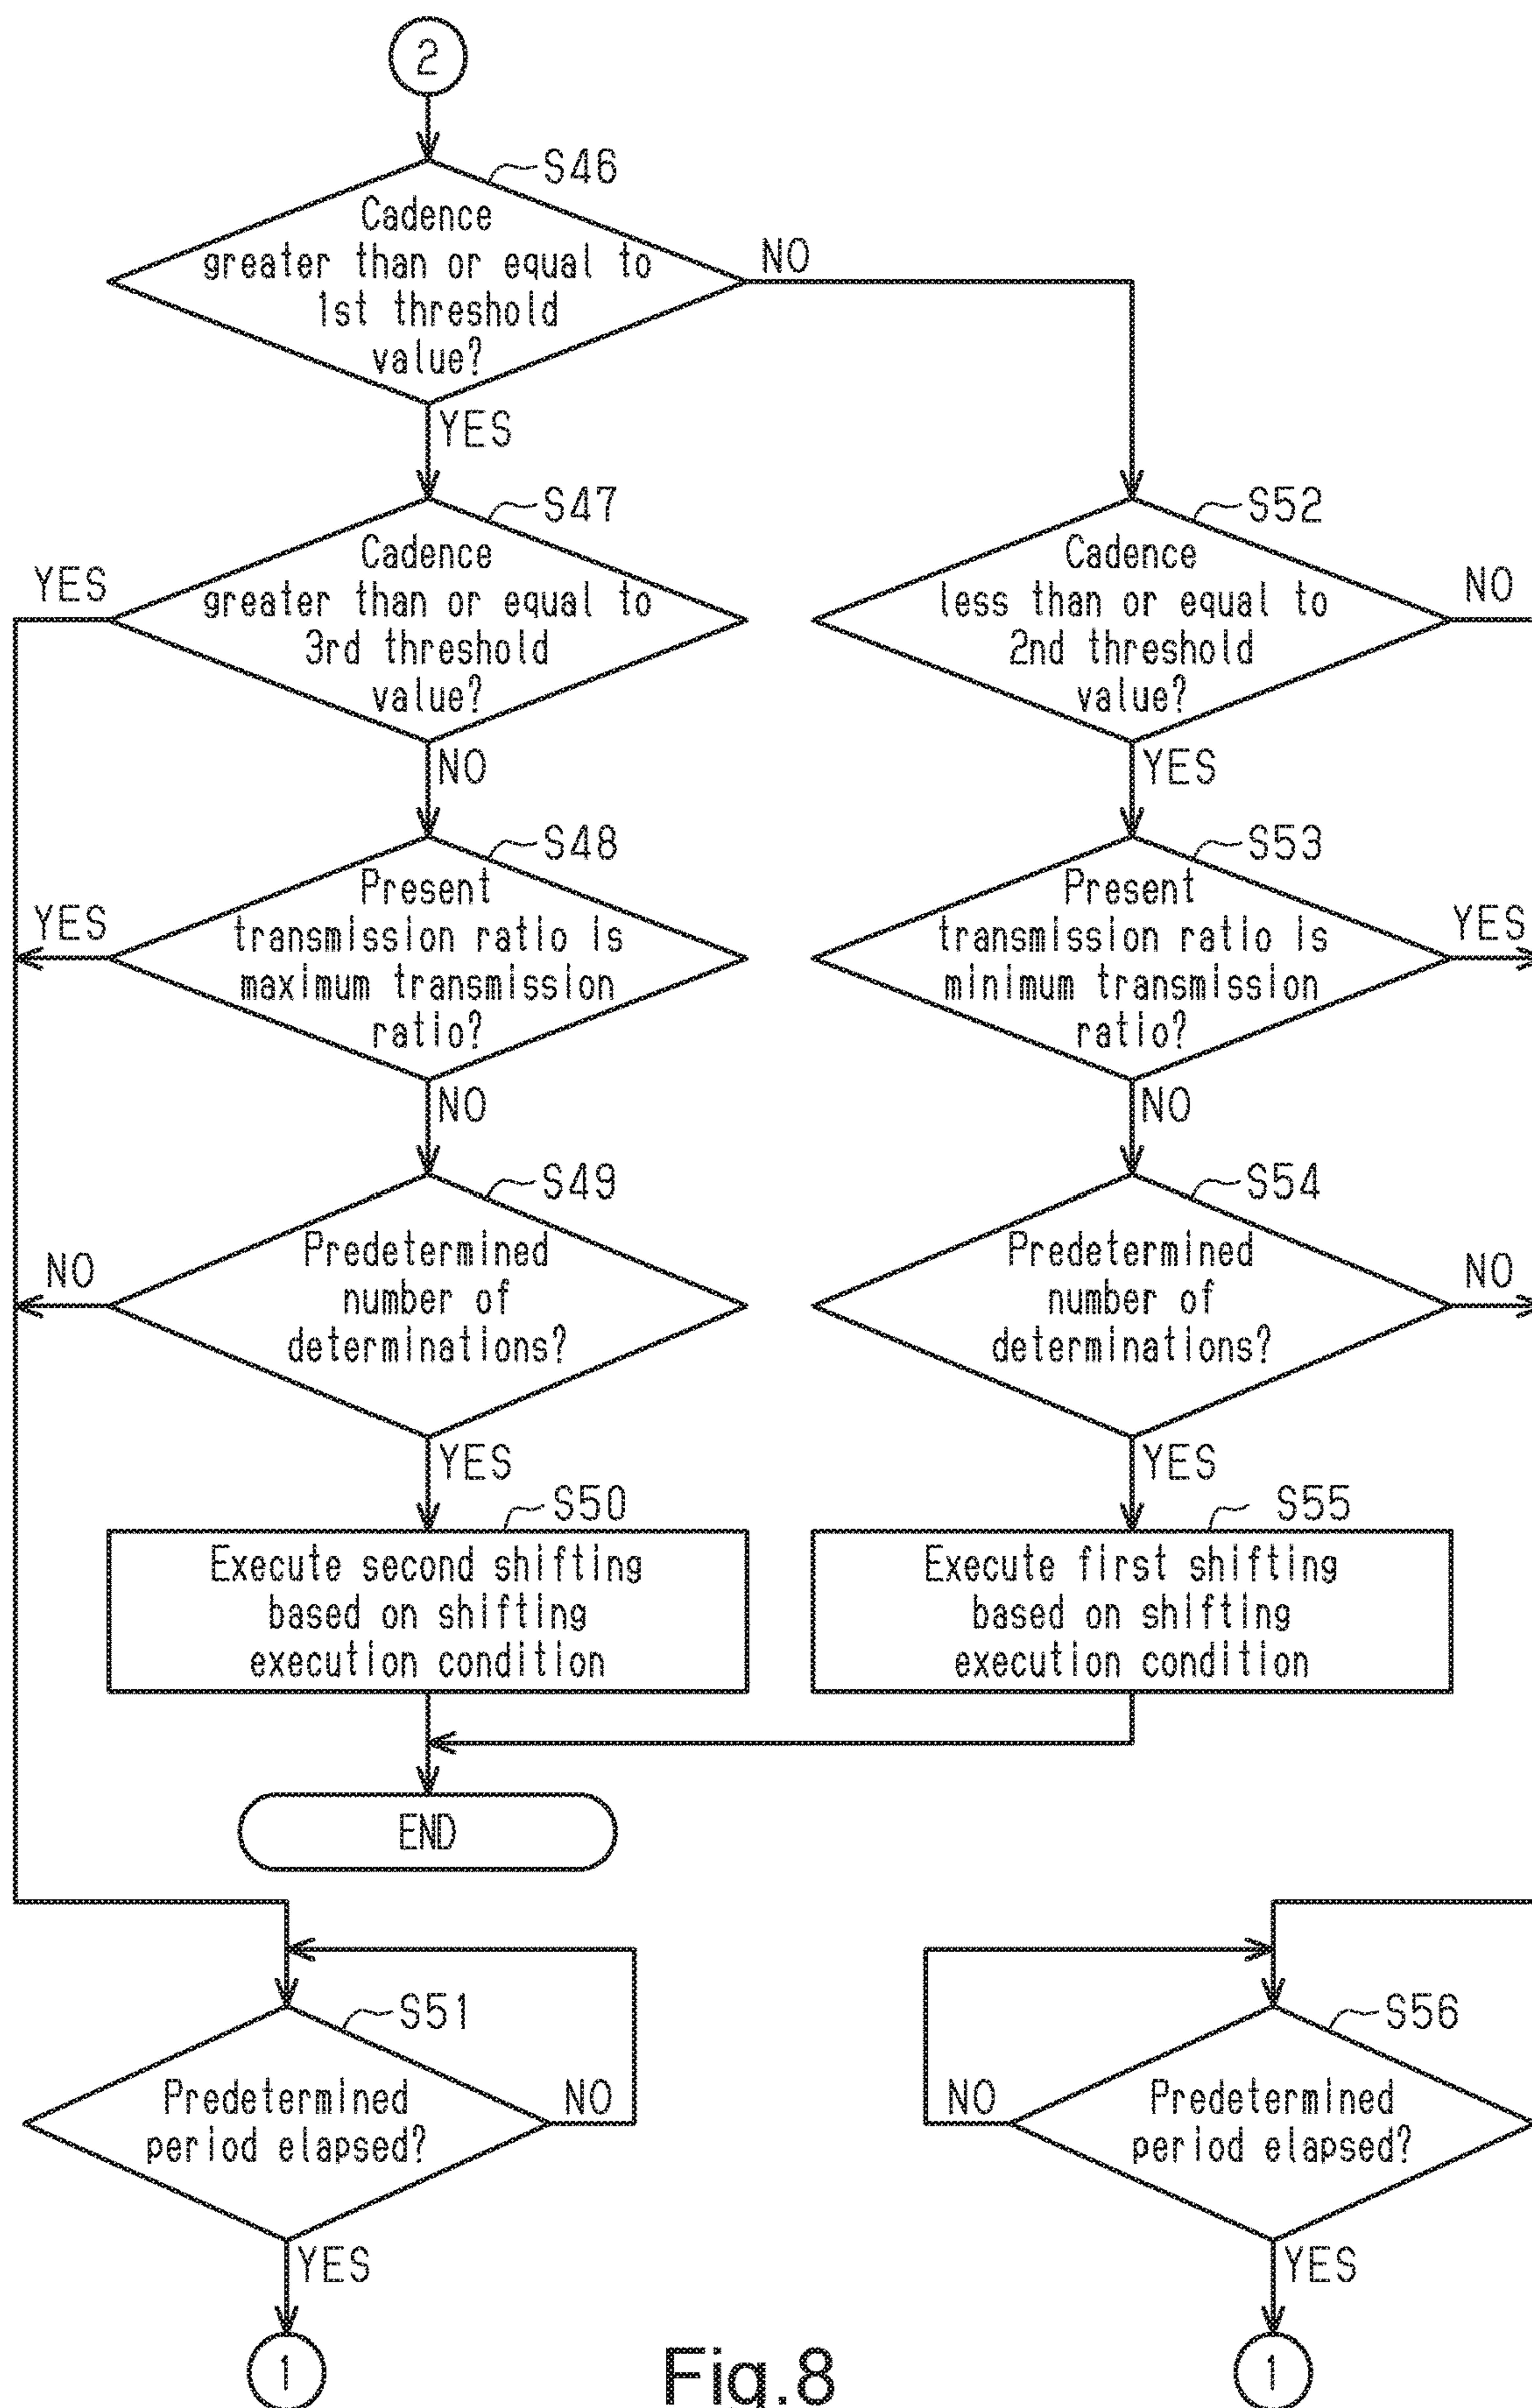 2
S46
Cadence
greater than or equal to
1st threshold
value?
NO
YES
S47
Cadence
greater than or equal to
3rd threshold
value?
YES
NO
S52
Cadence
less than or equal to
2nd threshold
value?
NO
YES
S48
Present
transmission ratio is
maximum transmission
ratio?
YES
NO
S53
Present
transmission ratio is
minimum transmission
ratio?
YES
NO
S49
Predetermined
number of
determinations?
NO
YES
S54
Predetermined
number of
determinations?
NO
YES
S50
Execute second shifting
based on shifting
execution condition
S55
Execute first shifting
based on shifting
execution condition
END
S51
Predetermined
period elapsed?
NO
YES
1
S56
Predetermined
period elapsed?
NO
YES
1
Fig.8